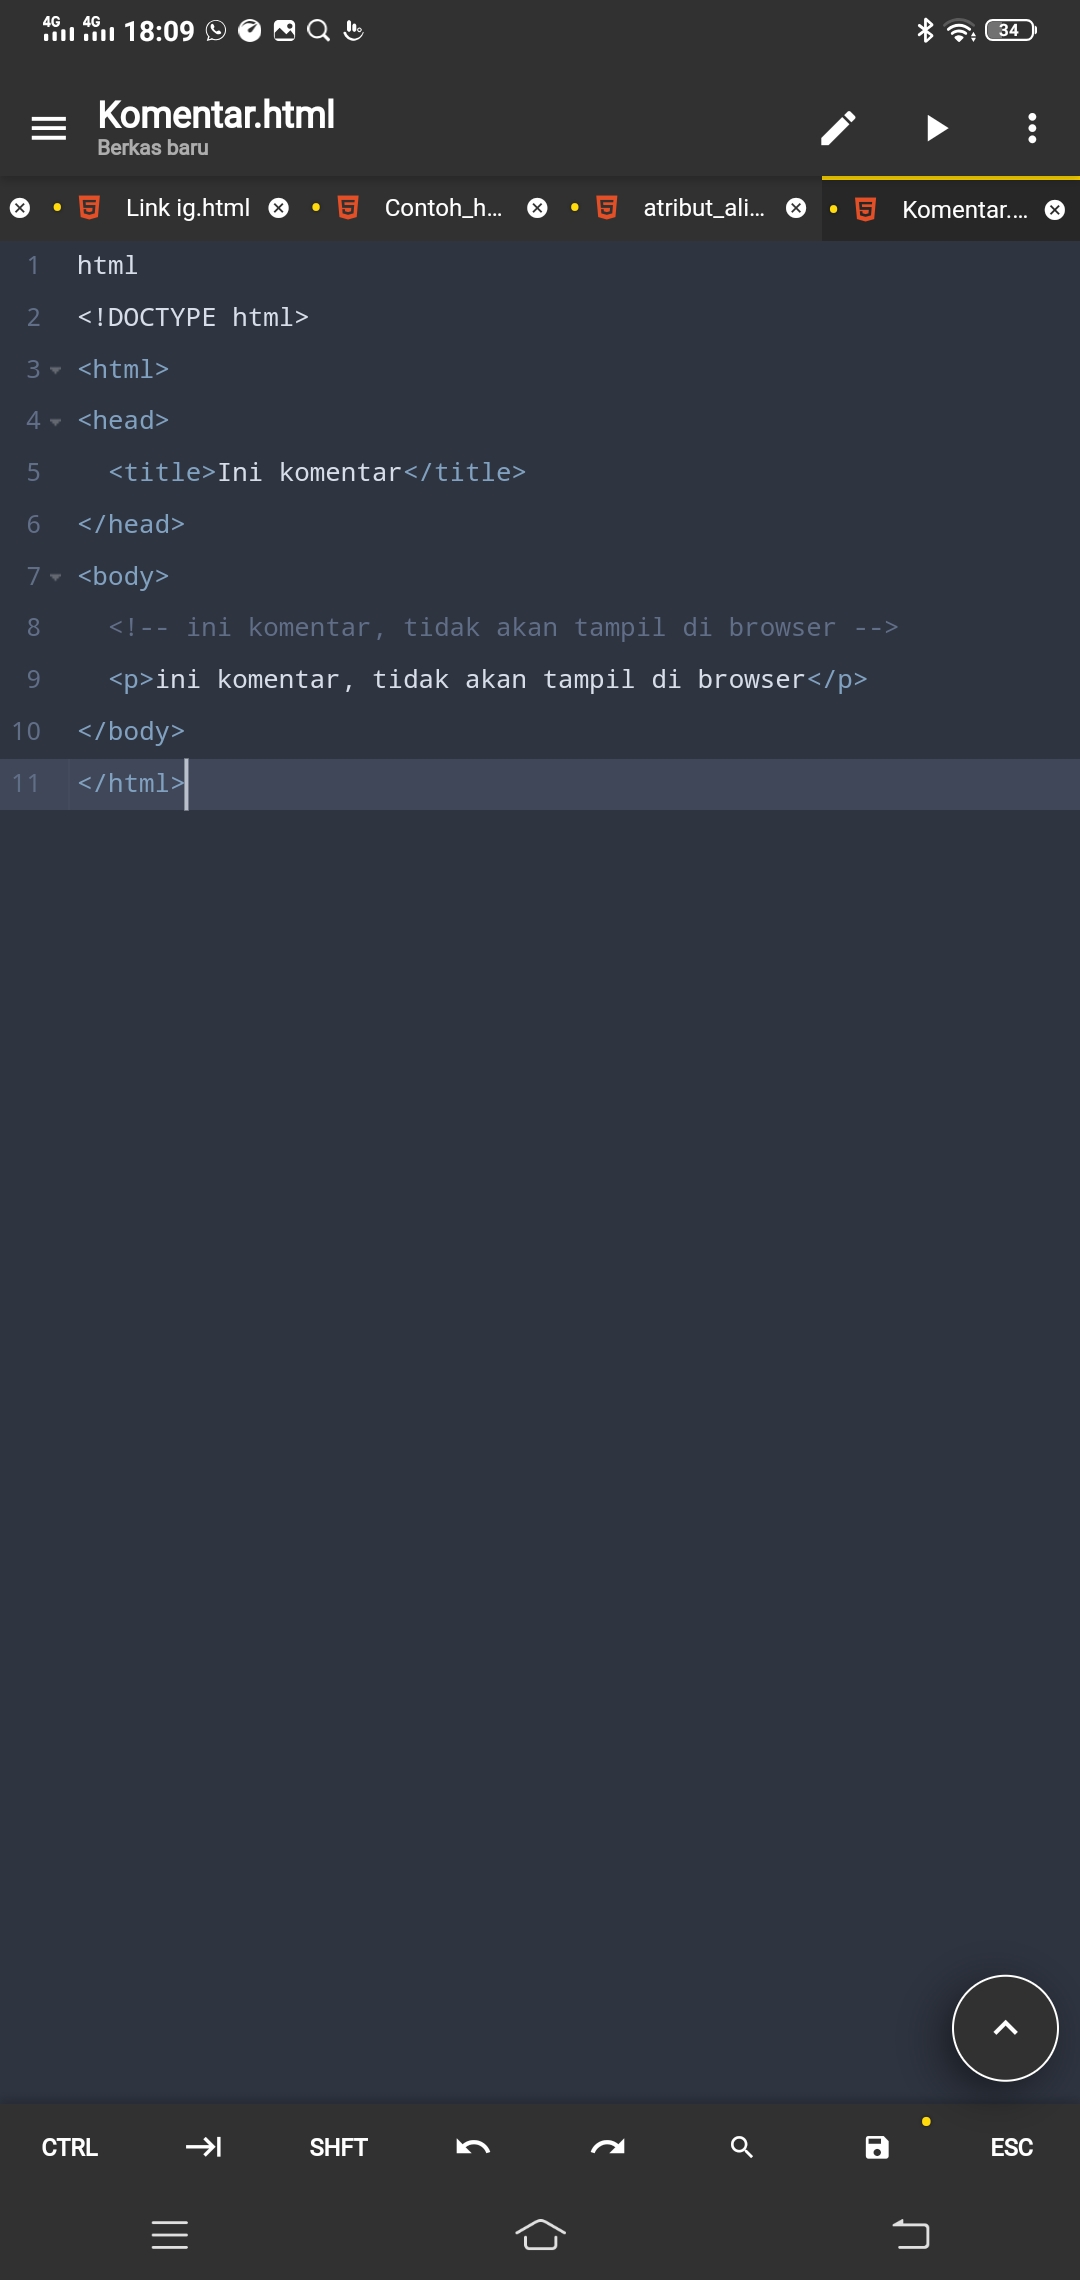 4G 4G 18:09 34
Komentar.html
Berkas baru
Link ig.html Contoh_h... atribut_ali... Komentar....
1 html
2 <!DOCTYPE html>
3 <html>
4 <head>
5 <title>Ini komentar</title>
6 </head>
7 <body>
8 <!-- ini komentar, tidak akan tampil di browser -->
9 <p>ini komentar, tidak akan tampil di browser</p>
10 </body>
11 </html>
CTRL SHFT ESC